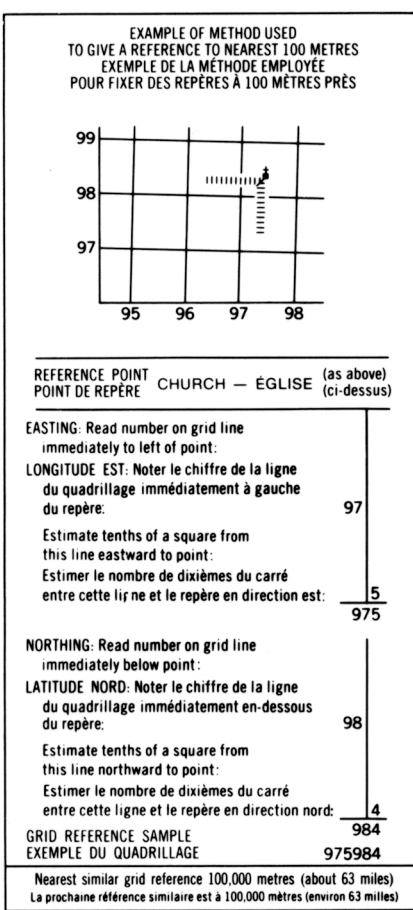 EXAMPLE OF METHOD USED
TO GIVE A REFERENCE TO NEAREST 100 METRES
EXEMPLE DE LA MÉTHODE EMPLOYÉE
POUR FIXER DES REPÈRES À 100 MÈTRES PRÈS
99
98
97
95 96 97 98
REFERENCE POINT CHURCH — ÉGLISE (as above)
POINT DE REPÈRE (ci-dessus)
EASTING: Read number on grid line
immediately to left of point:
LONGITUDE EST: Noter le chiffre de la ligne
du quadrillage immédiatement à gauche
du repère: 97
Estimate tenths of a square from
this line eastward to point:
Estimer le nombre de dixièmes du carré
entre cette ligne et le repère en direction est: 5
975
NORTHING: Read number on grid line
immediately below point:
LATITUDE NORD: Noter le chiffre de la ligne
du quadrillage immédiatement en-dessous
du repère: 98
Estimate tenths of a square from
this line northward to point:
Estimer le nombre de dixièmes du carré
entre cette ligne et le repère en direction nord: 4
984
GRID REFERENCE SAMPLE
EXEMPLE DU QUADRILLAGE 975984
Nearest similar grid reference 100,000 metres (about 63 miles)
La prochaine référence similaire est à 100,000 mètres (environ 63 milles)